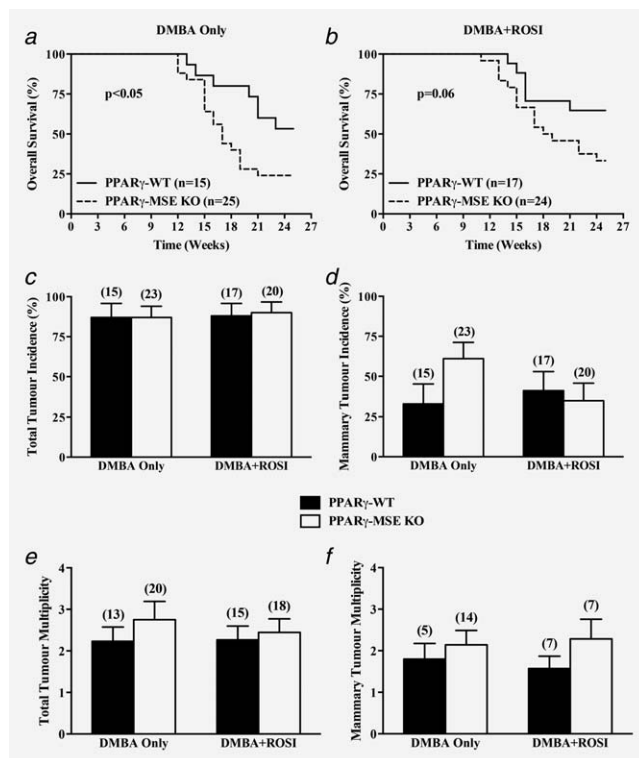 a
DMBA Only
Overall Survival (%)
100
75
50
25
0
p<0.05
PPARγ-WT (n=15)
PPARγ-MSE KO (n=25)
0 3 6 9 12 15 18 21 24 27
Time (Weeks)
b
DMBA+ROSI
Overall Survival (%)
100
75
50
25
0
p=0.06
PPARγ-WT (n=17)
PPARγ-MSE KO (n=24)
0 3 6 9 12 15 18 21 24 27
Time (Weeks)
c
Total Tumour Incidence (%)
100
75
50
25
0
(15) (23) (17) (20)
DMBA Only DMBA+ROSI
d
Mammary Tumour Incidence (%)
100
75
50
25
0
(15) (23) (17) (20)
DMBA Only DMBA+ROSI
PPARγ-WT
PPARγ-MSE KO
e
Total Tumour Multiplicity
4
3
2
1
0
(13) (20) (15) (18)
DMBA Only DMBA+ROSI
f
Mammary Tumour Multiplicity
4
3
2
1
0
(5) (14) (7) (7)
DMBA Only DMBA+ROSI